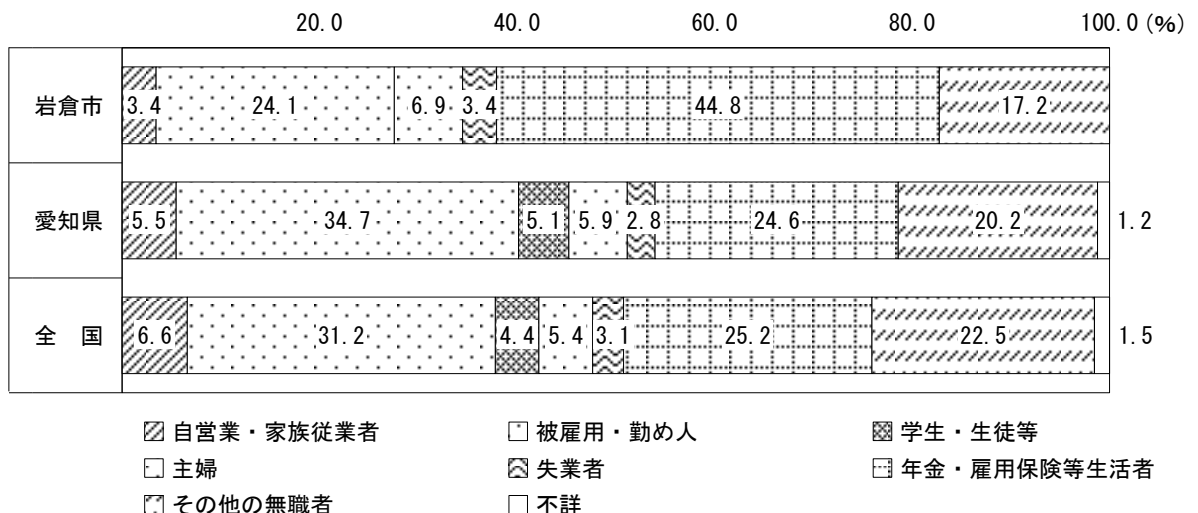 20.0 40.0 60.0 80.0 100.0 (%)
岩倉市 3.4 24.1 6.9 3.4 44.8 17.2
愛知県 5.5 34.7 5.1 5.9 2.8 24.6 20.2 1.2
全　国 6.6 31.2 4.4 5.4 3.1 25.2 22.5 1.5
自営業・家族従業者 被雇用・勤め人 学生・生徒等
主婦 失業者 年金・雇用保険等生活者
その他の無職者 不詳